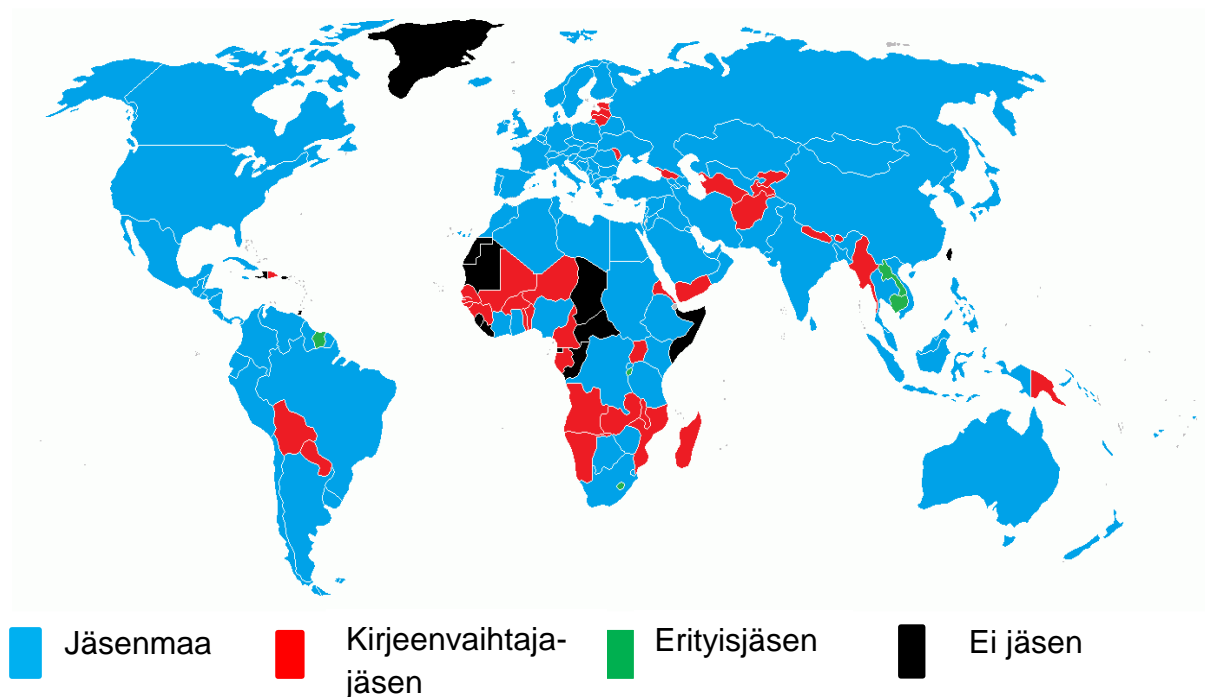 Jäsenmaa
Kirjeenvaihtaja-
jäsen
Erityisjäsen
Ei jäsen